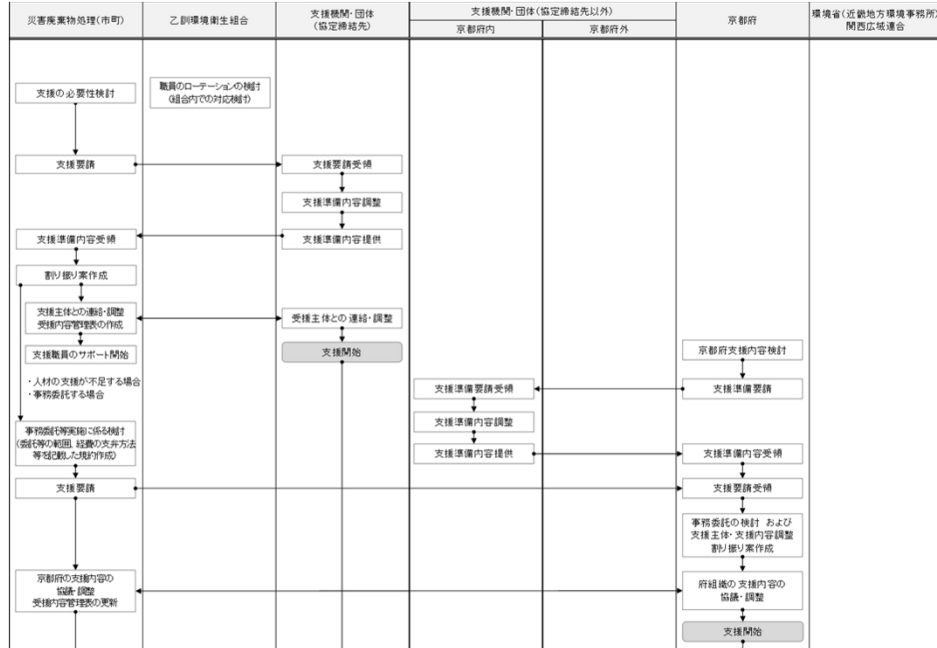 災害廃棄物処理(市町)
乙訓環境衛生組合
支援機関・団体
(協定締結先)
支援機関・団体(協定締結先以外)
京都府内
京都府外
京都府
環境省(近畿地方環境事務所)
関西広域連合
支援の必要性検討
職員のローテーションの検討
(組合内での対応検討)
支援要請
支援要請受領
支援準備内容調整
支援準備内容受領
支援準備内容提供
割り振り案作成
支援主体との連絡・調整
受援内容管理表の作成
受援主体との連絡・調整
支援職員のサポート開始
支援開始
京都府支援内容検討
・人材の支援が不足する場合
・事務委託する場合
支援準備要請受領
支援準備要請
支援準備内容調整
事務委託等実施に係る検討
(委託等の範囲、経費の支弁方法
等を記載した規約作成)
支援準備内容提供
支援準備内容受領
支援要請
支援要請受領
事務委託の検討 および
支援主体・支援内容調整
割り振り案作成
京都府の支援内容の
協議・調整
受援内容管理表の更新
府組織の支援内容の
協議・調整
支援開始